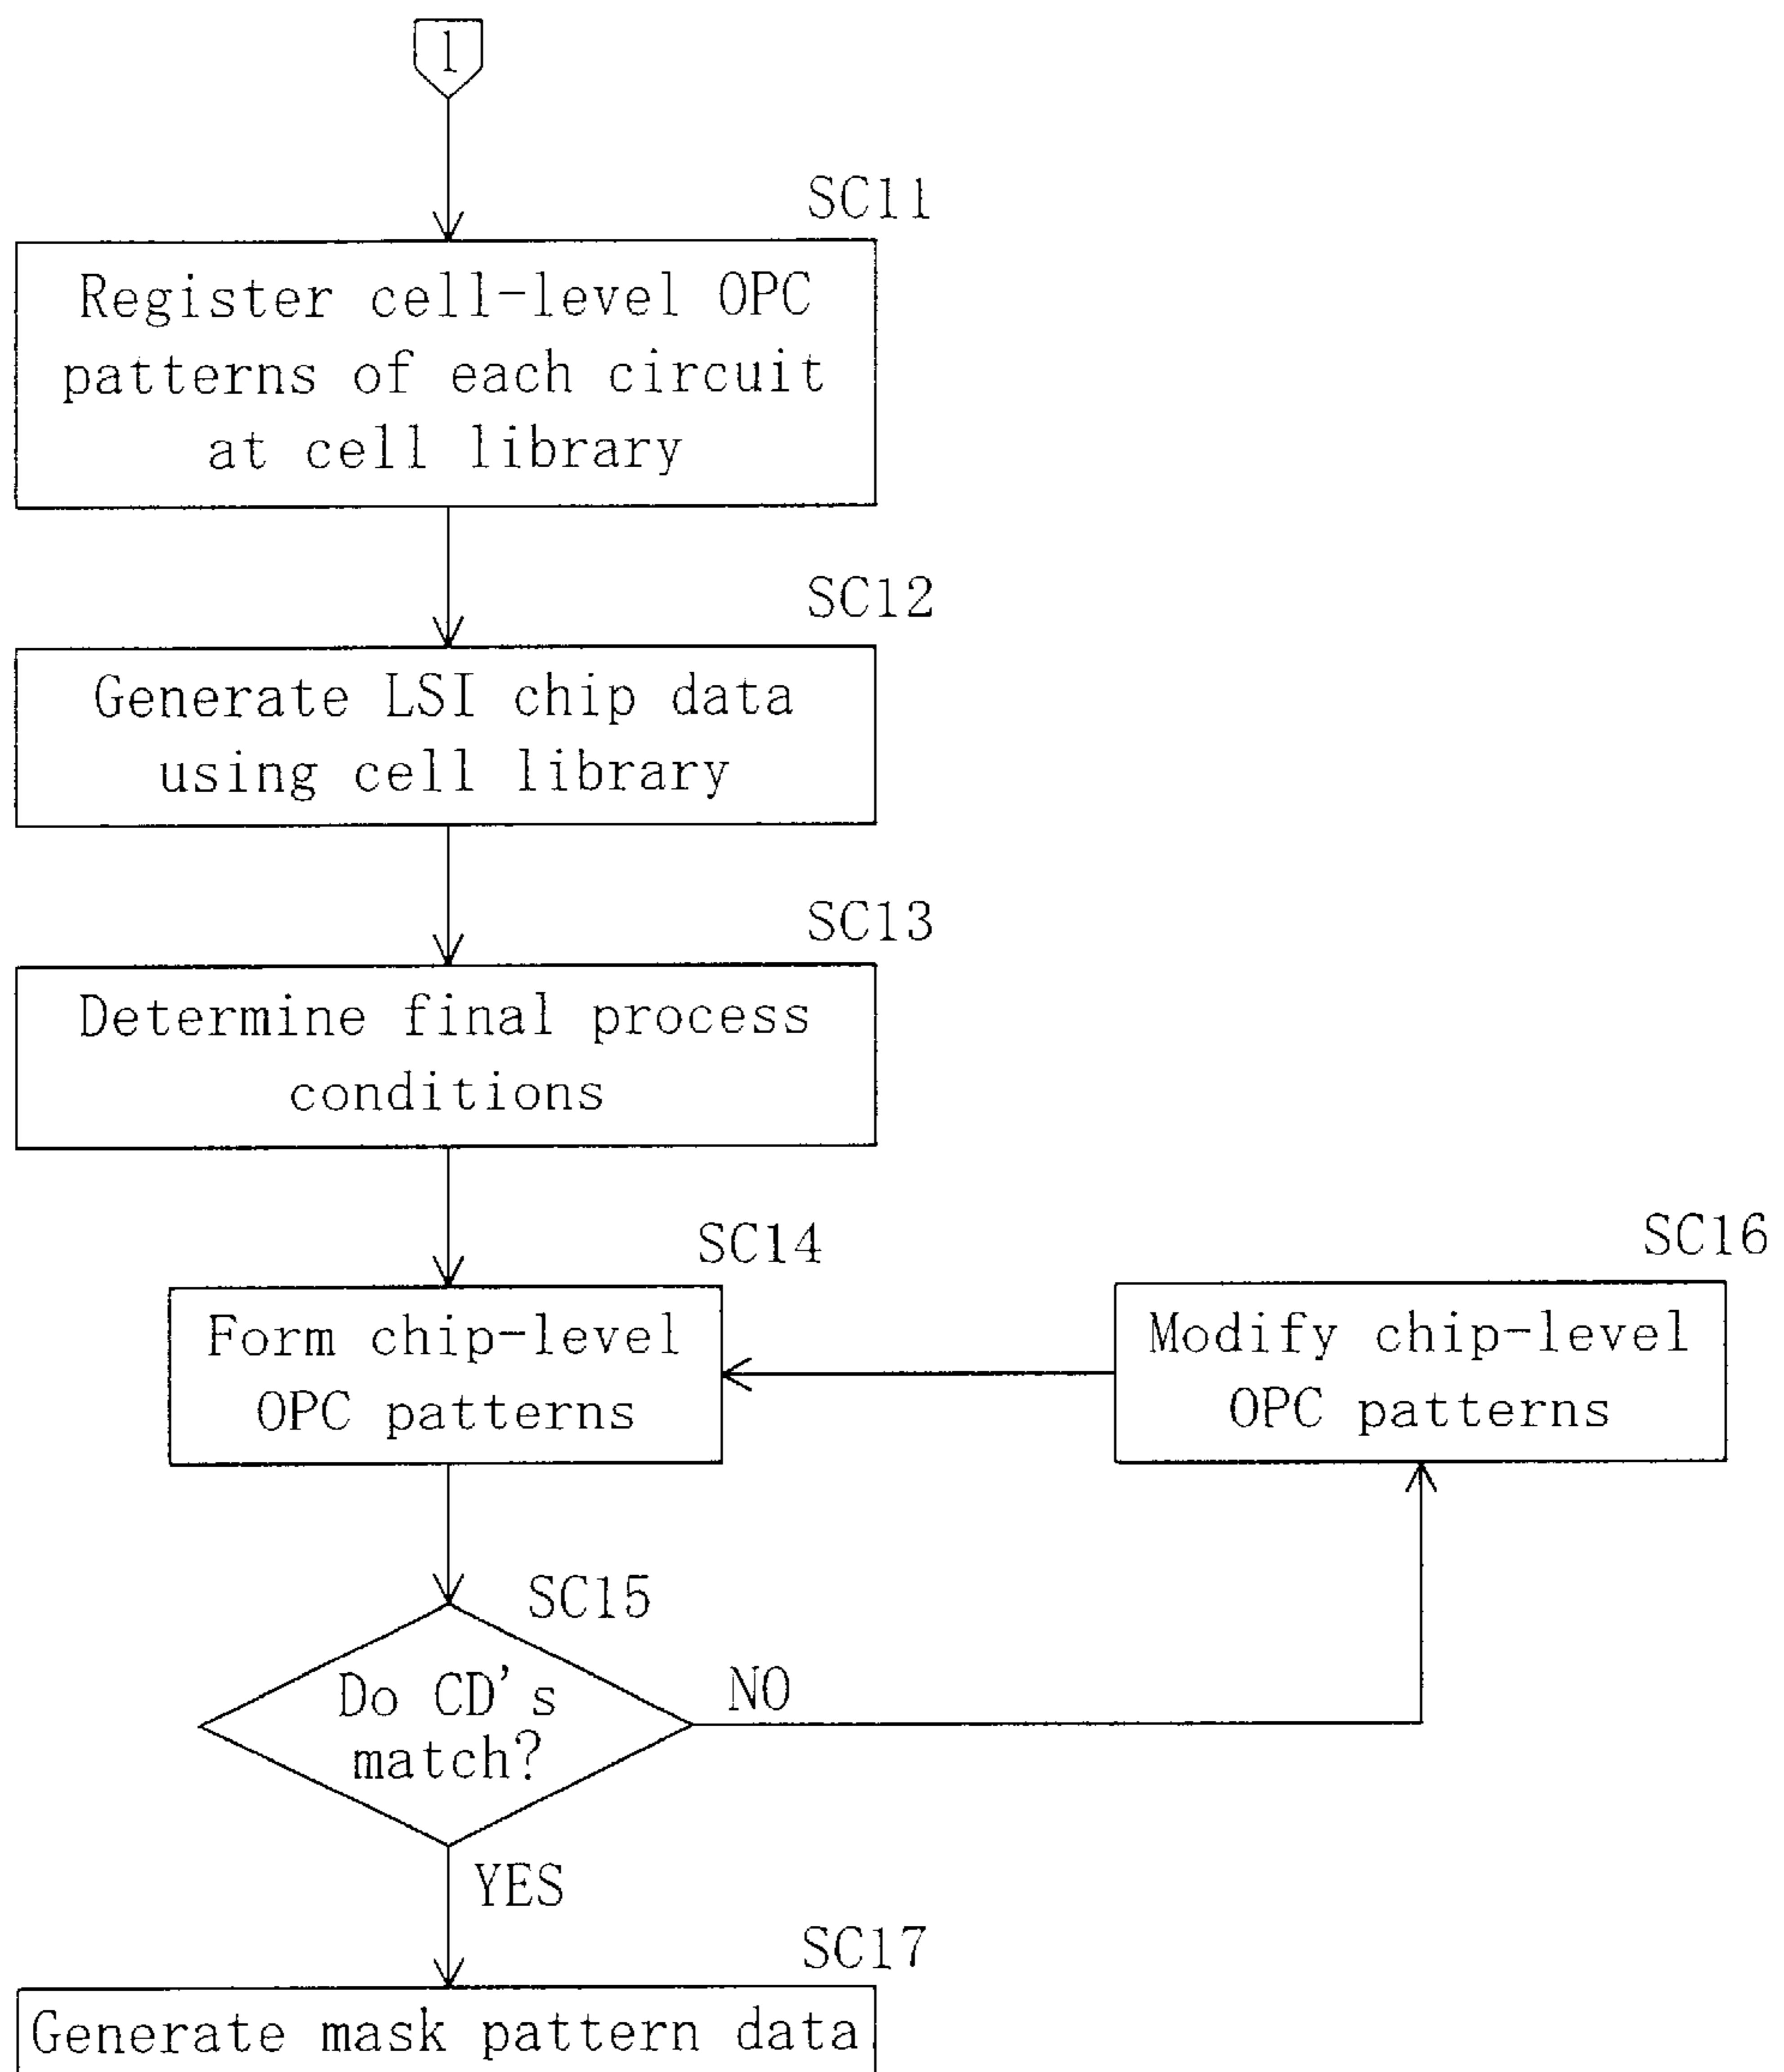 1
SC11
Register cell-level OPC
patterns of each circuit
at cell library
SC12
Generate LSI chip data
using cell library
SC13
Determine final process
conditions
SC14
Form chip-level
OPC patterns
SC16
Modify chip-level
OPC patterns
SC15
Do CD's
match?
NO
YES
SC17
Generate mask pattern data